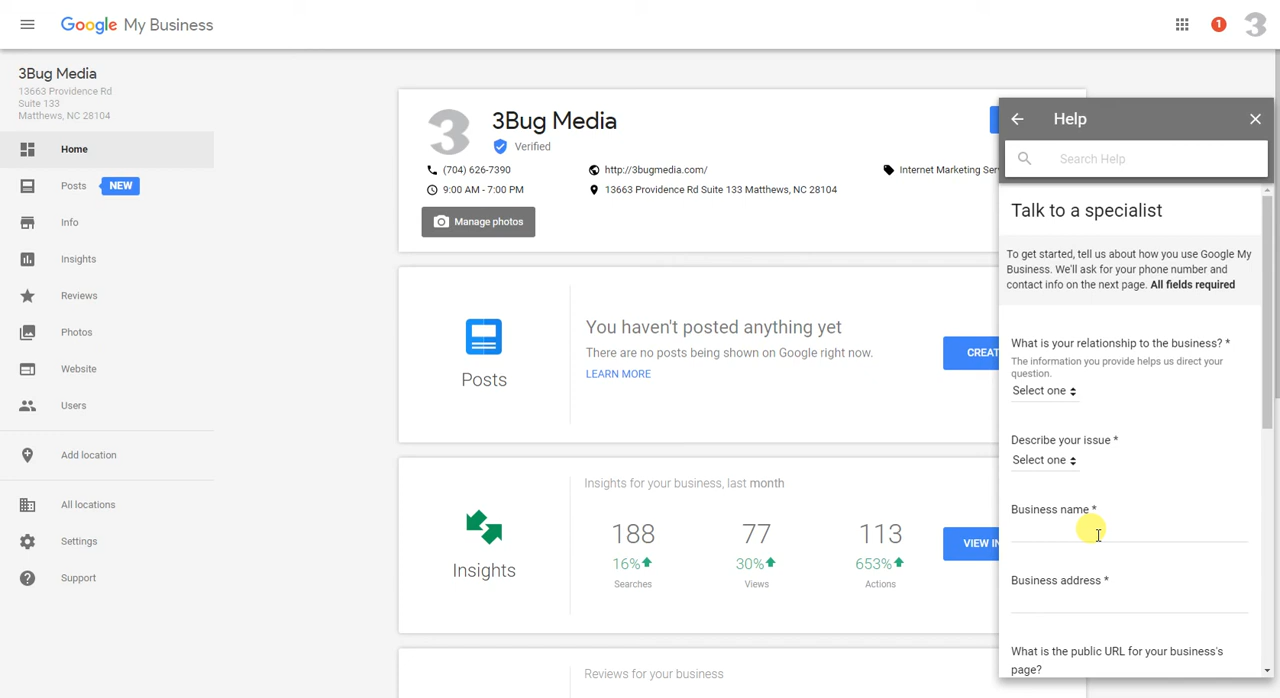 Google My Business
1
3
3Bug Media
13663 Providence Rd
Suite 133
Matthews, NC 28104
Home
Posts NEW
Info
Insights
Reviews
Photos
Website
Users
Add location
All locations
Settings
Support
3
3Bug Media
Verified
(704) 626-7390
http://3bugmedia.com/
Internet Marketing Ser
9:00 AM - 7:00 PM
13663 Providence Rd Suite 133 Matthews, NC 28104
Manage photos
Posts
You haven't posted anything yet
There are no posts being shown on Google right now.
LEARN MORE
CREAT
Insights
Insights for your business, last month
188
77
113
16%
30%
653%
Searches
Views
Actions
VIEW IN
Reviews for your business
Help
Search Help
Talk to a specialist
To get started, tell us about how you use Google My
Business. We'll ask for your phone number and
contact info on the next page. All fields required
What is your relationship to the business? *
The information you provide helps us direct your
question.
Select one
Describe your issue *
Select one
Business name *
Business address *
What is the public URL for your business's
page?